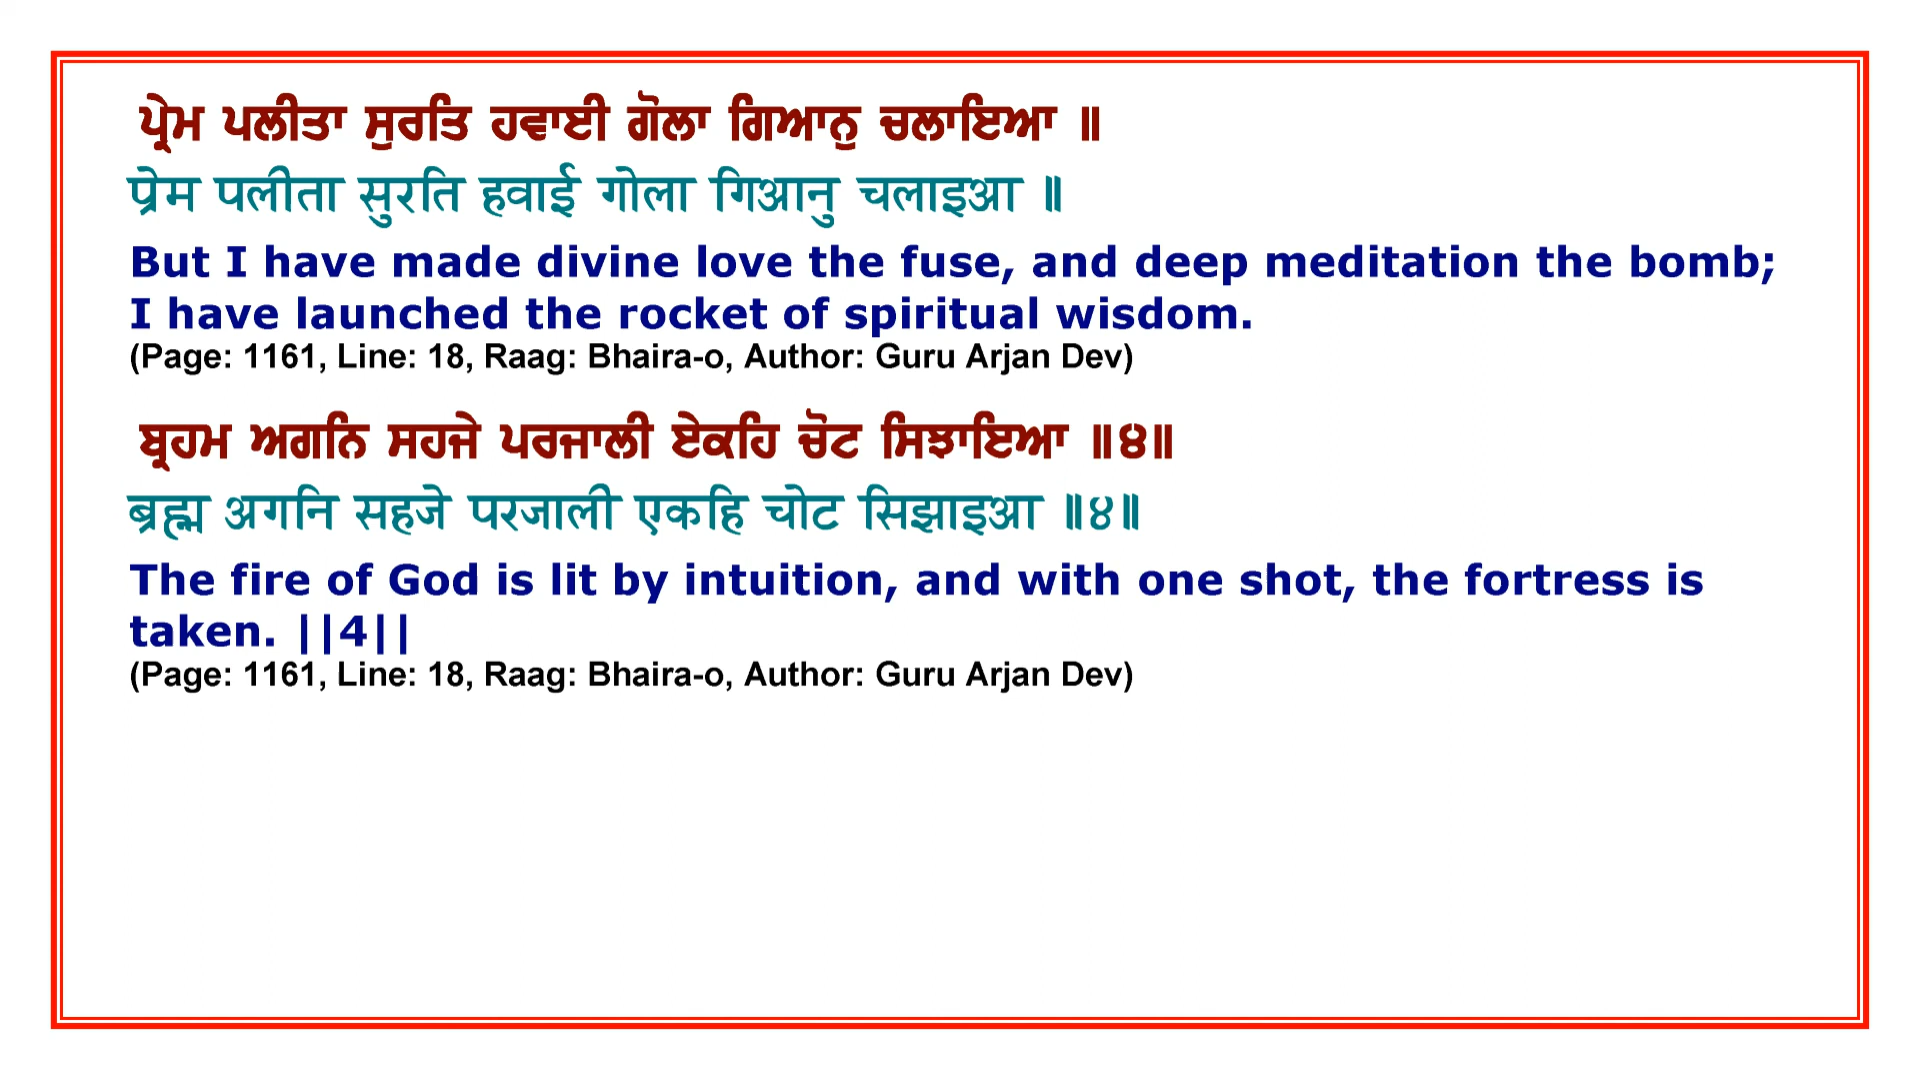 ਪ੍ਰੇਮ ਪਲੀਤਾ ਸੁਰਤਿ ਹਵਾਈ ਗੋਲਾ ਗਿਆਨੁ ਚਲਾਇਆ ॥
प्रेम पलीता सुरति हवाई गोला गिआनु चलाइआ ॥
But I have made divine love the fuse, and deep meditation the bomb;
I have launched the rocket of spiritual wisdom.
(Page: 1161, Line: 18, Raag: Bhaira-o, Author: Guru Arjan Dev)
ਬ੍ਰਹਮ ਅਗਨਿ ਸਹਜੇ ਪਰਜਾਲੀ ਏਕਹਿ ਚੋਟ ਸਿਝਾਇਆ ॥੪॥
ब्रह्म अगनि सहजे परजाली एकहि चोट सिझाइआ ॥४॥
The fire of God is lit by intuition, and with one shot, the fortress is
taken. ||4||
(Page: 1161, Line: 18, Raag: Bhaira-o, Author: Guru Arjan Dev)